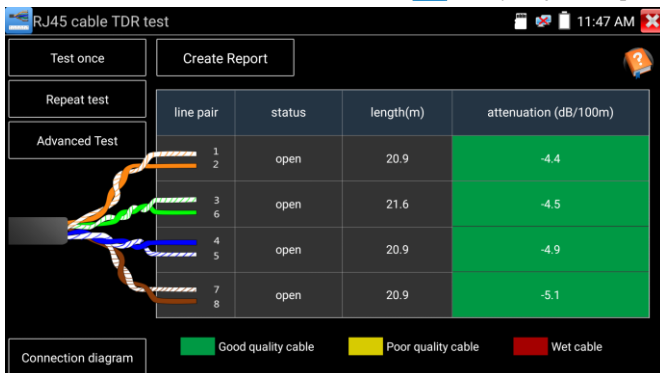 RJ45 cable TDR test
11:47 AM
Test once
Create Report
Repeat test
Advanced Test
line pair status length(m) attenuation (dB/100m)
1
2
open 20.9 -4.4
3
6
open 21.6 -4.5
4
5
open 20.9 -4.9
7
8
open 20.9 -5.1
Good quality cable Poor quality cable Wet cable
Connection diagram